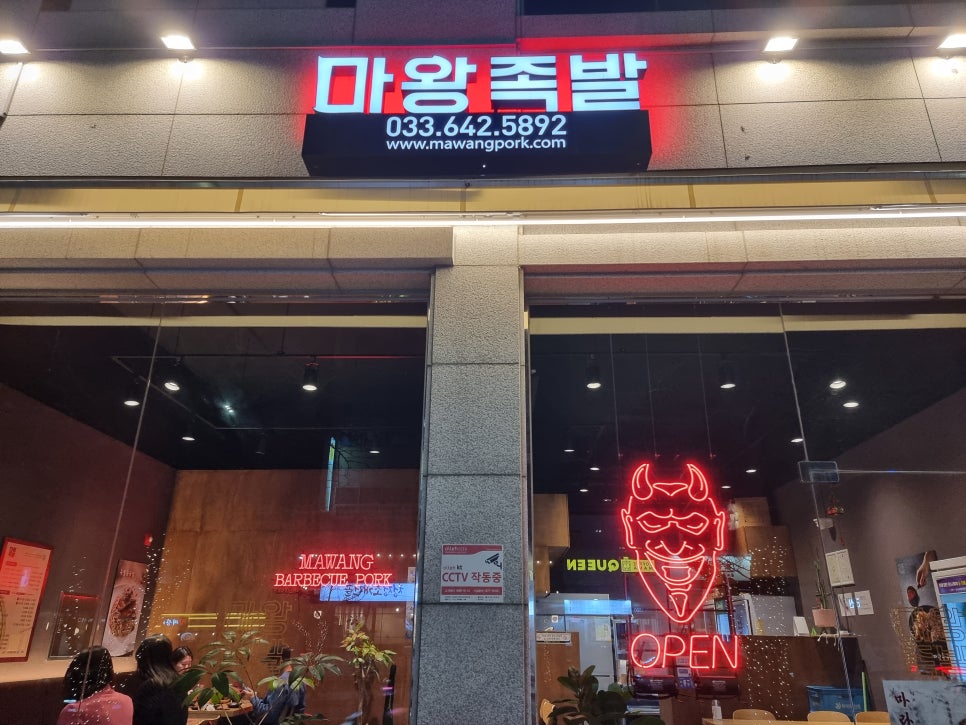 마왕족발
033.642.5892
www.mawangpork.com
MAWANG
BARBECUE PORK
QUEEN
CCTV 작동중
OPEN